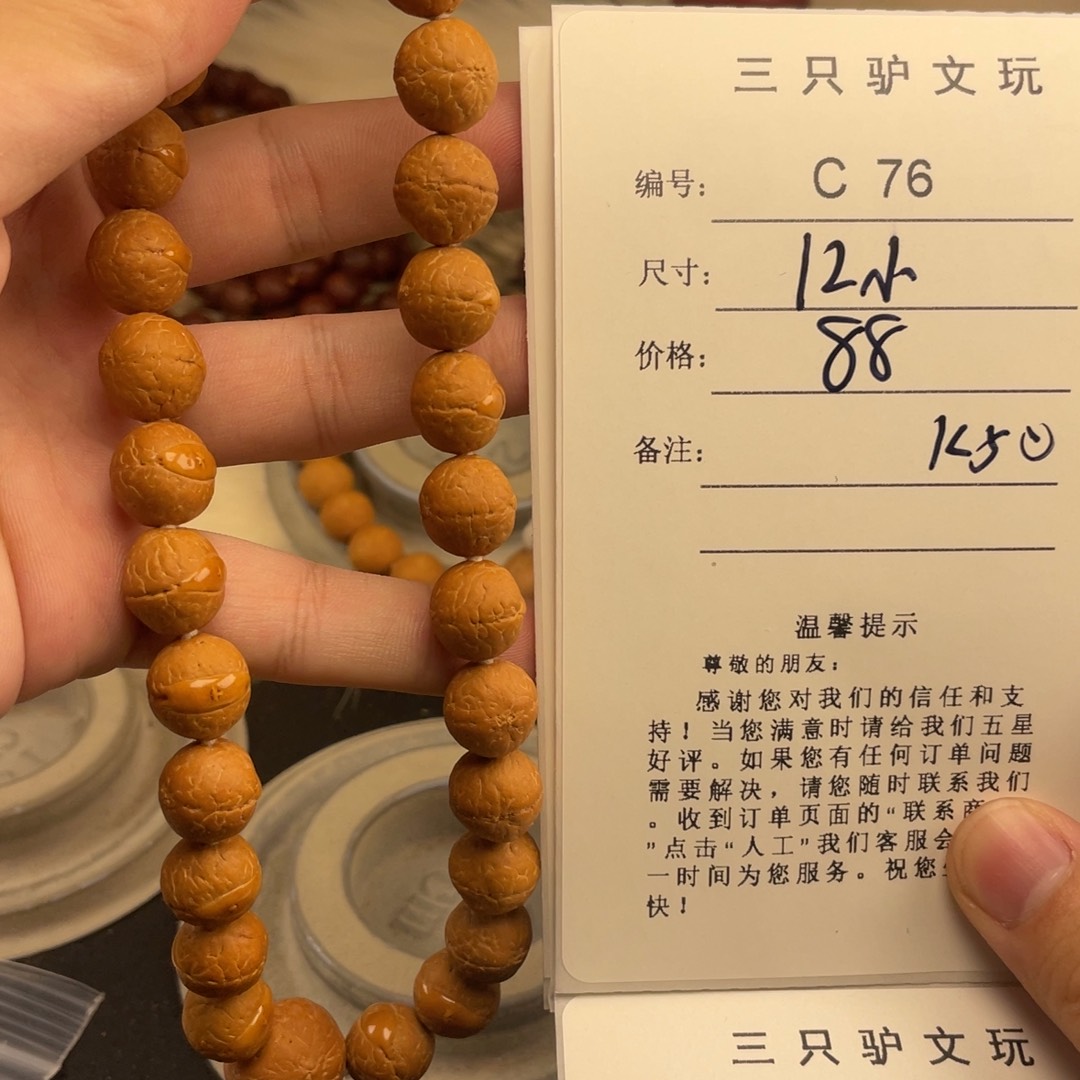 三只驴文玩
编号: C 76
尺寸: 12小
价格: 88
备注:
温馨提示
尊敬的朋友:
感谢您对我们的信任和支
持!当您满意时请给我们五星
好评。如果您有任何订单问题
需要解决,请您随时联系我们
。收到订单页面的“联系商
”点击“人工”我们客服会
一时间为您服务。祝您
快!
三只驴文玩